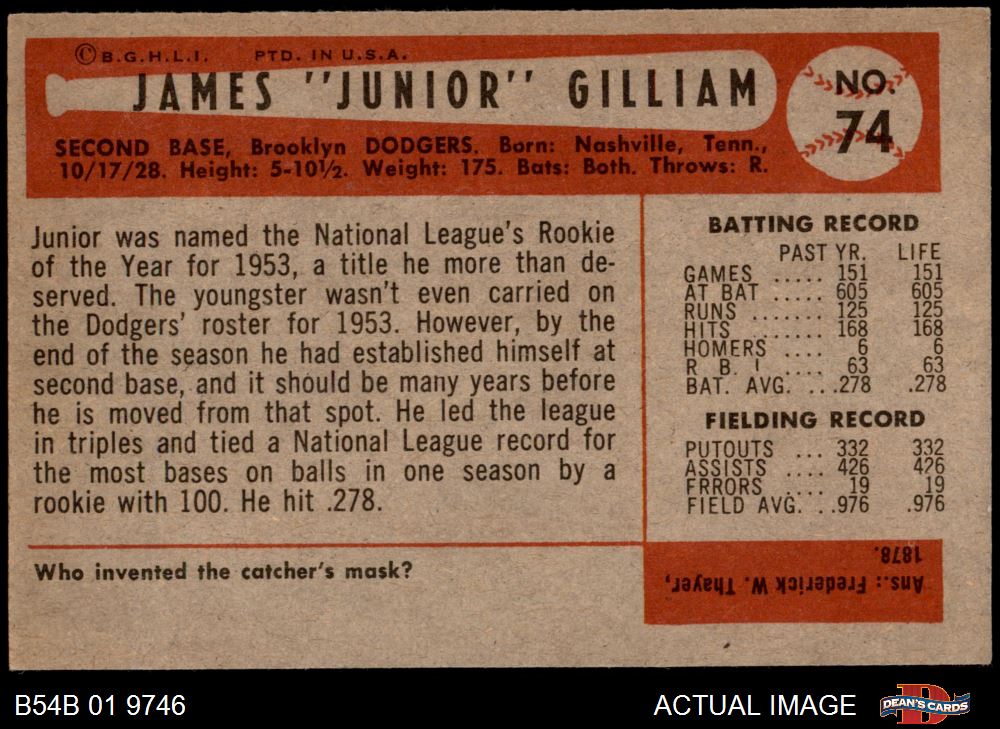 ©B.G.H.L.I. PTD. IN U.S.A.
JAMES "JUNIOR" GILLIAM
NO.
74
SECOND BASE, Brooklyn DODGERS. Born: Nashville, Tenn.,
10/17/28. Height: 5-10½. Weight: 175. Bats: Both. Throws: R.
Junior was named the National League's Rookie
of the Year for 1953, a title he more than de-
served. The youngster wasn't even carried on
the Dodgers' roster for 1953. However, by the
end of the season he had established himself at
second base, and it should be many years before
he is moved from that spot. He led the league
in triples and tied a National League record for
the most bases on balls in one season by a
rookie with 100. He hit .278.
BATTING RECORD
PAST YR. LIFE
GAMES ..... 151 151
AT BAT ..... 605 605
RUNS ....... 125 125
HITS ....... 168 168
HOMERS .... 6 6
R. B. I. .... 63 63
BAT. AVG. ... .278 .278
FIELDING RECORD
PUTOUTS ... 332 332
ASSISTS .... 426 426
ERRORS .... 19 19
FIELD AVG. . .976 .976
Who invented the catcher's mask?
Ans.: Frederick W. Thayer,
1878.
B54B 01 9746
ACTUAL IMAGE
D
DEAN'S CARDS